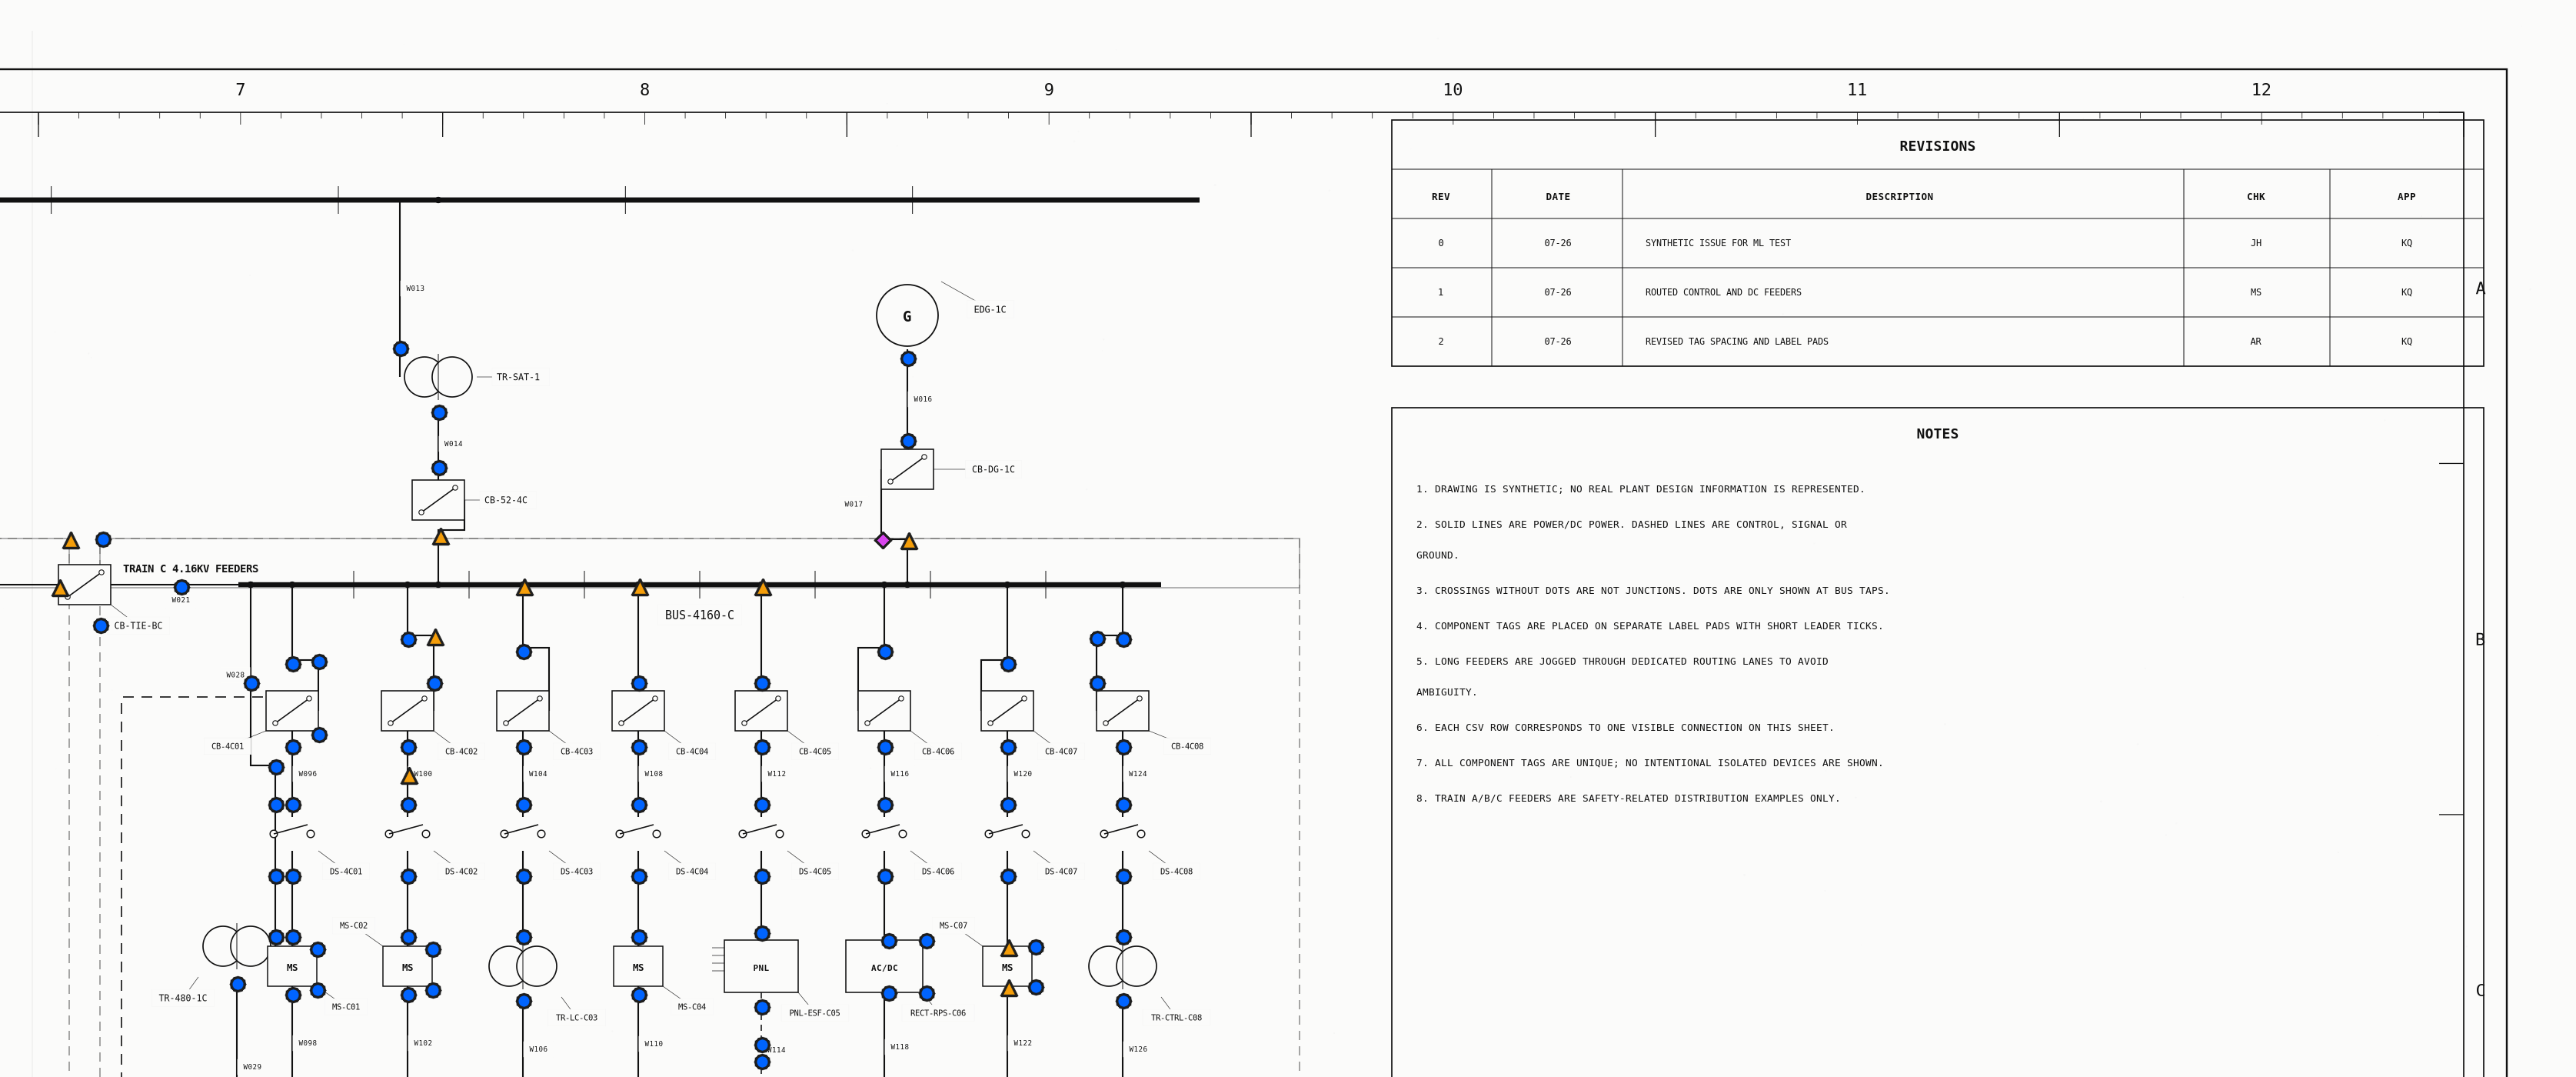 7 8 9 10 11 12
REVISIONS
REV DATE DESCRIPTION CHK APP
0 07-26 SYNTHETIC ISSUE FOR ML TEST JH KQ
1 07-26 ROUTED CONTROL AND DC FEEDERS MS KQ
2 07-26 REVISED TAG SPACING AND LABEL PADS AR KQ
A
NOTES
1. DRAWING IS SYNTHETIC; NO REAL PLANT DESIGN INFORMATION IS REPRESENTED.
2. SOLID LINES ARE POWER/DC POWER. DASHED LINES ARE CONTROL, SIGNAL OR
GROUND.
3. CROSSINGS WITHOUT DOTS ARE NOT JUNCTIONS. DOTS ARE ONLY SHOWN AT BUS TAPS.
4. COMPONENT TAGS ARE PLACED ON SEPARATE LABEL PADS WITH SHORT LEADER TICKS.
5. LONG FEEDERS ARE JOGGED THROUGH DEDICATED ROUTING LANES TO AVOID
AMBIGUITY.
6. EACH CSV ROW CORRESPONDS TO ONE VISIBLE CONNECTION ON THIS SHEET.
7. ALL COMPONENT TAGS ARE UNIQUE; NO INTENTIONAL ISOLATED DEVICES ARE SHOWN.
8. TRAIN A/B/C FEEDERS ARE SAFETY-RELATED DISTRIBUTION EXAMPLES ONLY.
B
C
W013
EDG-1C
G
TR-SAT-1
W016
W014
CB-DG-1C
CB-52-4C
W017
TRAIN C 4.16KV FEEDERS
W021
BUS-4160-C
CB-TIE-BC
W028
CB-4C01 CB-4C02 CB-4C03 CB-4C04 CB-4C05 CB-4C06 CB-4C07 CB-4C08
W096 W100 W104 W108 W112 W116 W120 W124
DS-4C01 DS-4C02 DS-4C03 DS-4C04 DS-4C05 DS-4C06 DS-4C07 DS-4C08
MS-C02 MS-C07
MS MS MS PNL AC/DC MS
TR-480-1C MS-C01 TR-LC-C03 MS-C04 PNL-ESF-C05 RECT-RPS-C06 TR-CTRL-C08
W098 W102 W106 W110 W114 W118 W122 W126
W029